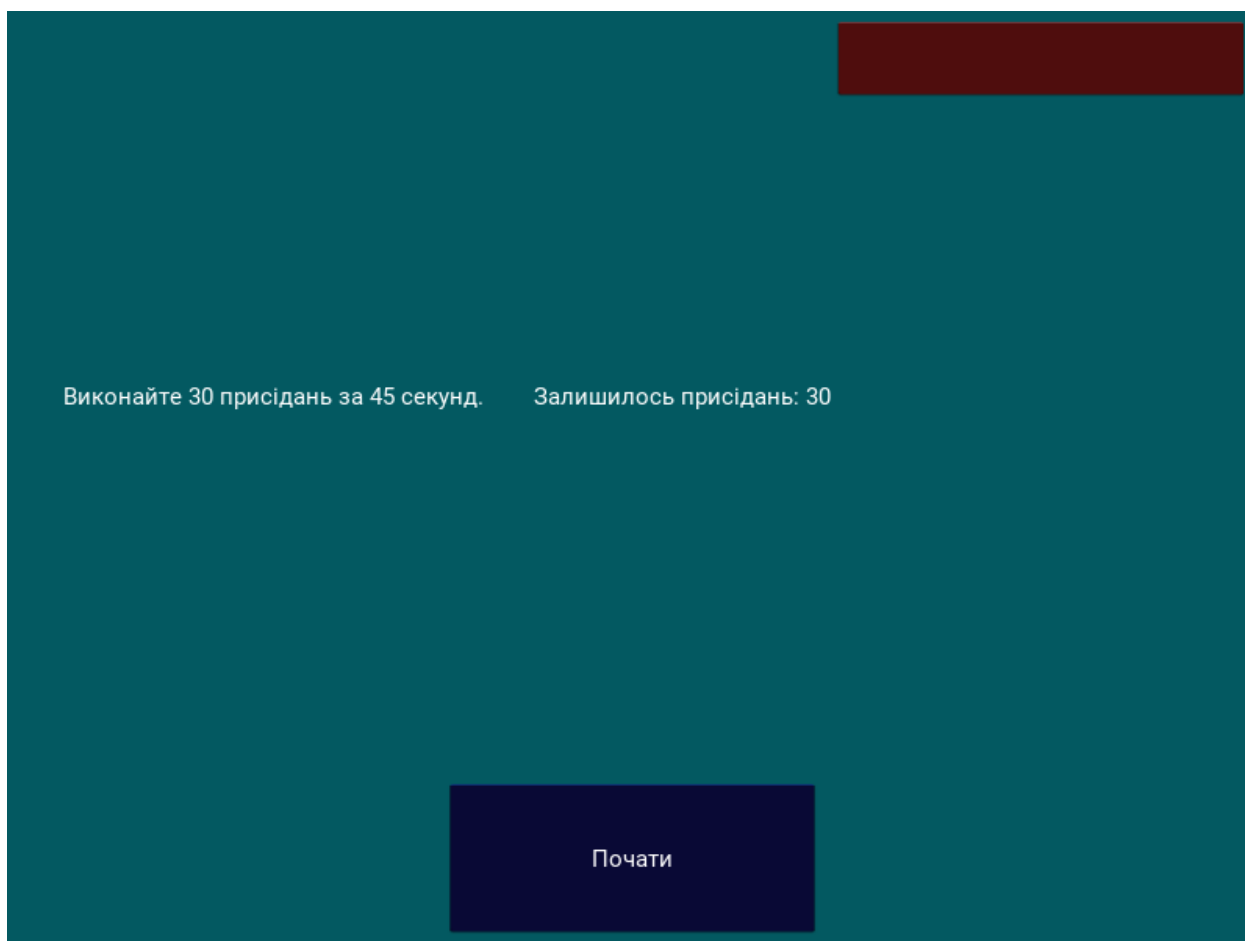 Виконайте 30 присідань за 45 секунд.
Залишилось присідань: 30
Почати